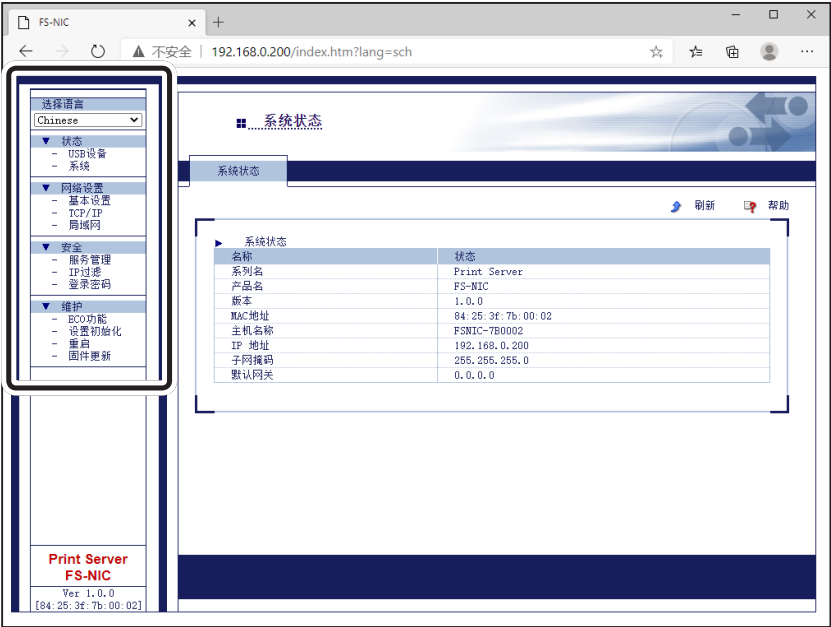 FS-NIC
不安全 | 192.168.0.200/index.htm?lang=sch
选择语言
Chinese
▼ 状态
- USB设备
- 系统
▼ 网络设置
- 基本设置
- TCP/IP
- 局域网
▼ 安全
- 服务管理
- IP过滤
- 登录密码
▼ 维护
- ECO功能
- 设置初始化
- 重启
- 固件更新
Print Server
FS-NIC
Ver 1.0.0
[84:25:3f:7b:00:02]
系统状态
系统状态
刷新 帮助
系统状态
名称 状态
系列名 Print Server
产品名 FS-NIC
版本 1.0.0
MAC地址 84:25:3f:7b:00:02
主机名称 FSNIC-7B0002
IP 地址 192.168.0.200
子网掩码 255.255.255.0
默认网关 0.0.0.0